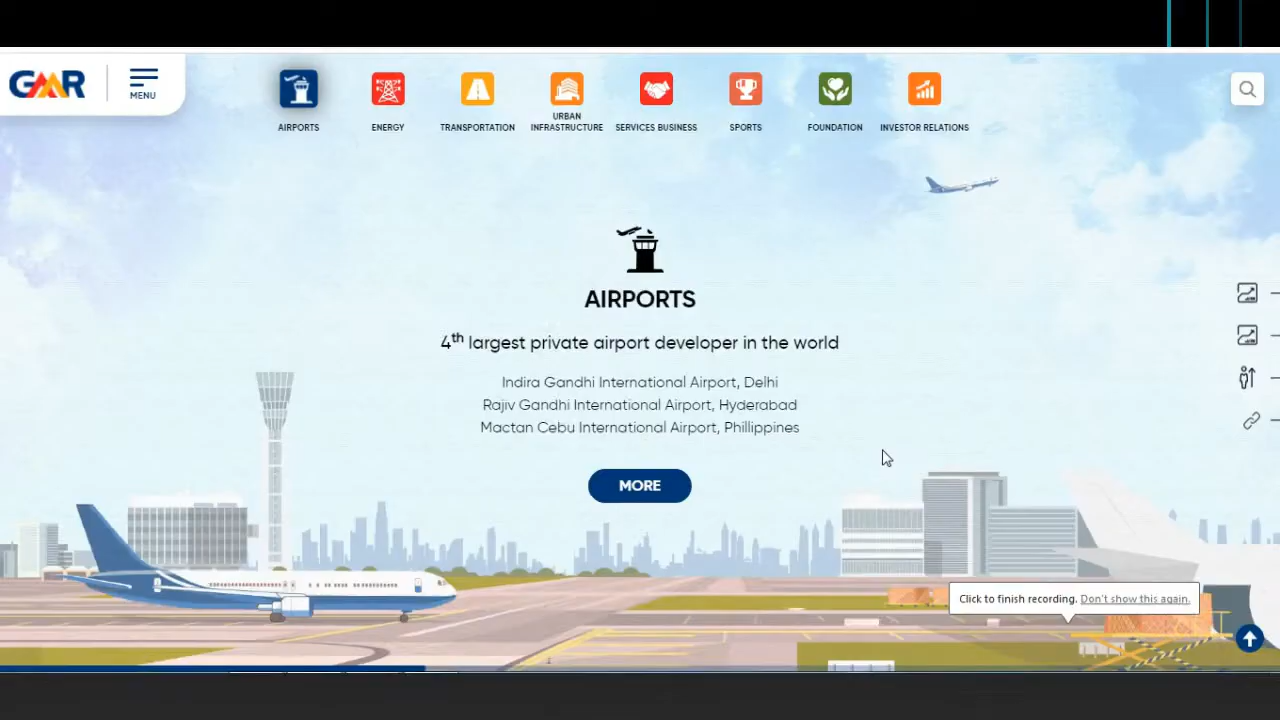 GMR
MENU
AIRPORTS
ENERGY
TRANSPORTATION
URBAN
INFRASTRUCTURE
SERVICES BUSINESS
SPORTS
FOUNDATION
INVESTOR RELATIONS
AIRPORTS
4th largest private airport developer in the world
Indira Gandhi International Airport, Delhi
Rajiv Gandhi International Airport, Hyderabad
Mactan Cebu International Airport, Phillippines
MORE
Click to finish recording. Don't show this again.